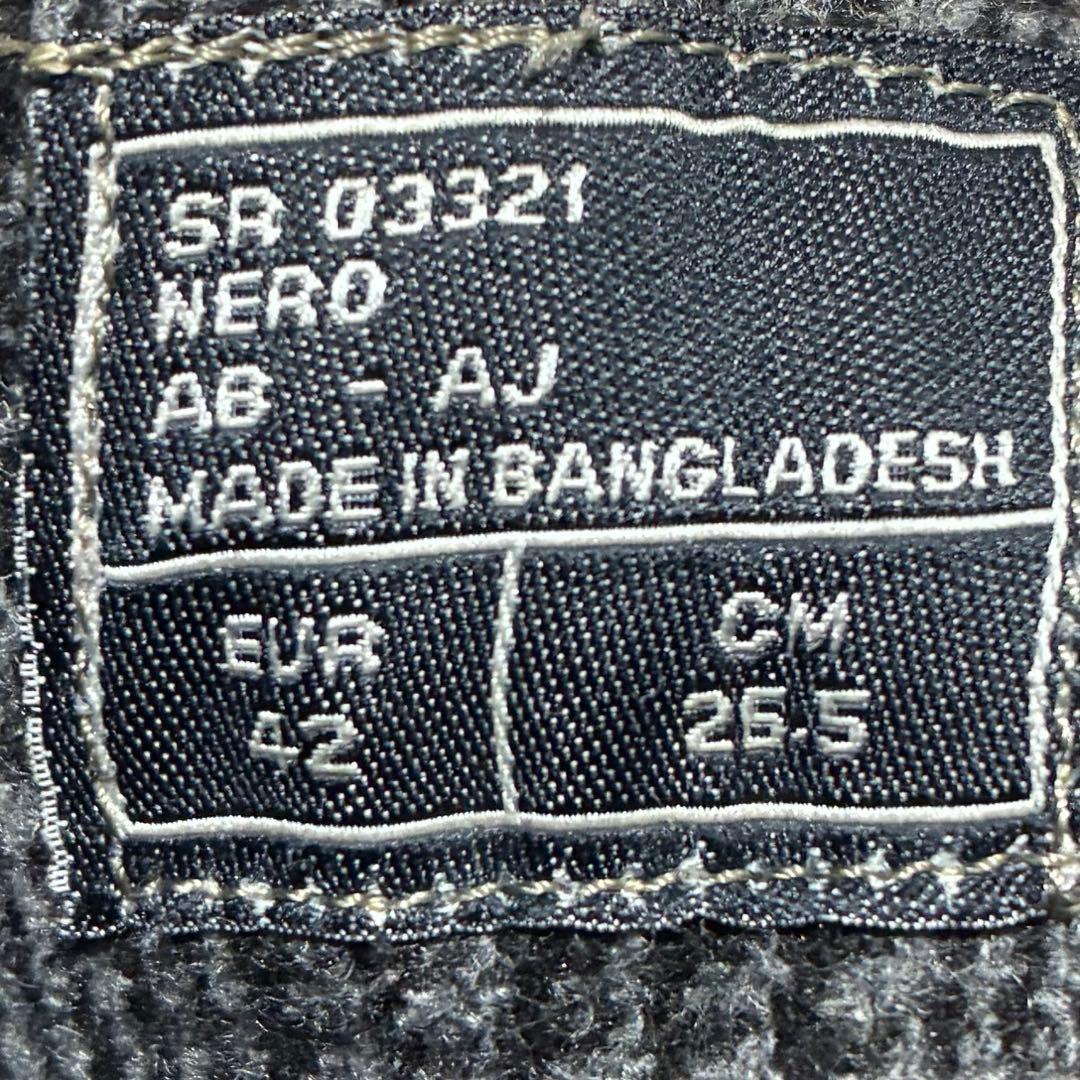 SR 03321
NERO
AB - AJ
MADE IN BANGLADESH
EUR
42
CM
26.5